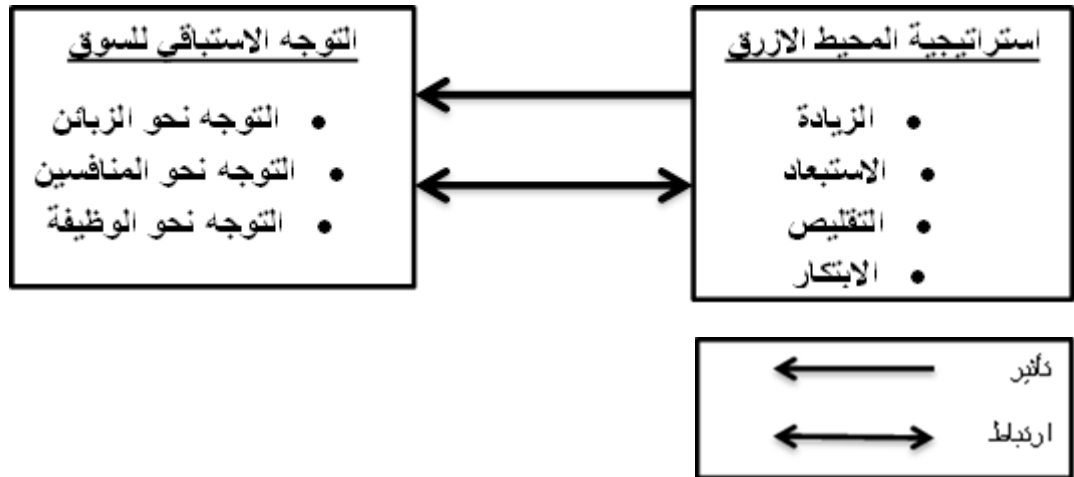 استراتيجية المحيط الازرق
• الزيادة
• الاستبعاد
• التقليص
• الابتكار
التوجه الاستباقي للسوق
• التوجه نحو الزبائن
• التوجه نحو المنافسين
• التوجه نحو الوظيفة
تأثير
ارتباط